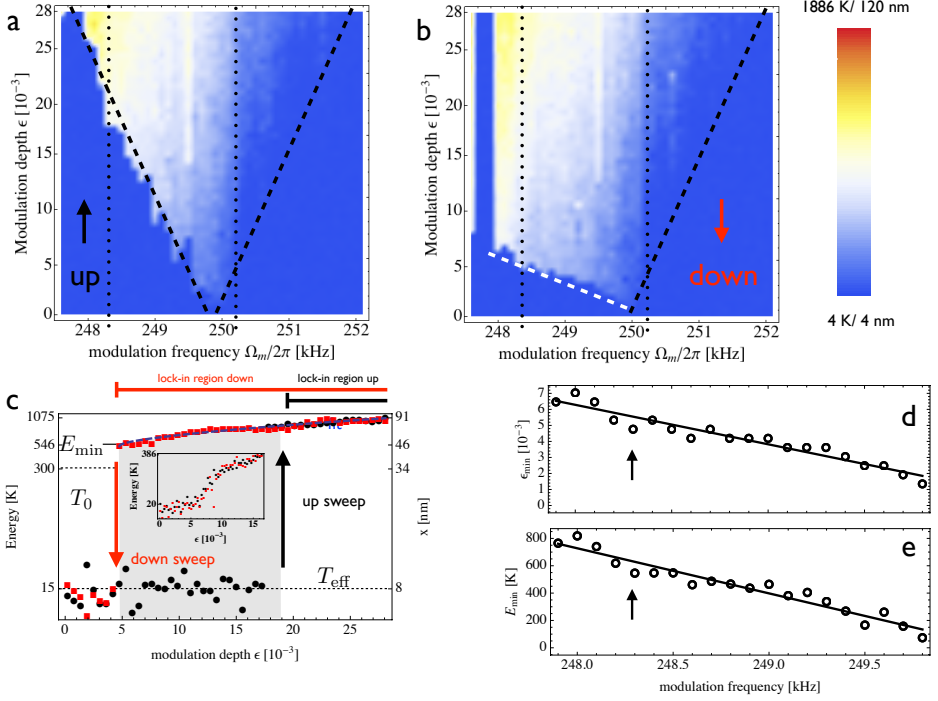 a
Modulation depth ϵ [10⁻³]
28
25
20
15
10
5
0
up
248
249
250
251
252
modulation frequency Ωₘ/2π [kHz]
b
Modulation depth ϵ [10⁻³]
28
25
20
15
10
5
0
down
248
249
250
251
252
modulation frequency Ωₘ/2π [kHz]
1886 K/ 120 nm
4 K/ 4 nm
lock-in region down
lock-in region up
c
Energy [K]
1075
546
300
15
E_min
T₀
91
46
34
8
x [nm]
Energy [K]
386
20
0
5
10
15
ϵ [10⁻³]
up sweep
down sweep
T_eff
0
5
10
15
20
25
modulation depth ϵ [10⁻³]
d
ϵ_min [10⁻³]
7
6
5
4
3
2
1
0
e
E_min [K]
800
600
400
200
0
248.0
248.5
249.0
249.5
modulation frequency [kHz]